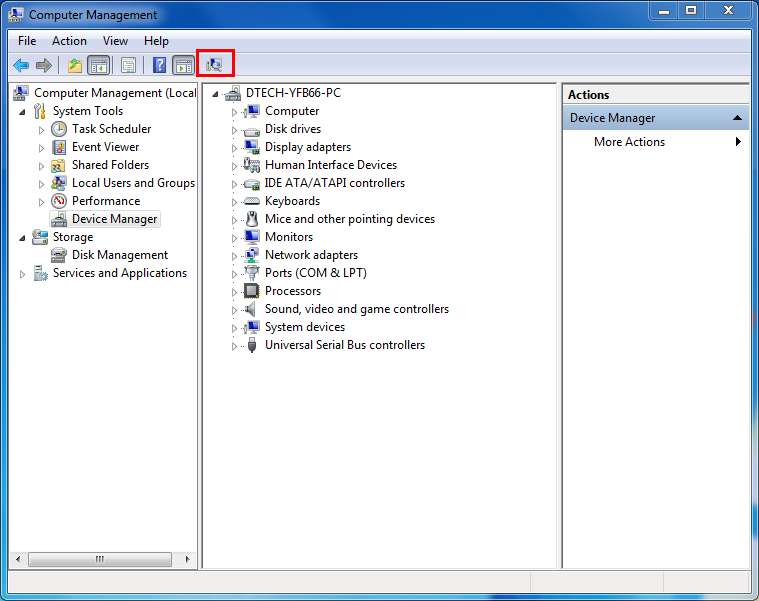 Computer Management
File Action View Help
Computer Management (Local
System Tools
Task Scheduler
Event Viewer
Shared Folders
Local Users and Groups
Performance
Device Manager
Storage
Disk Management
Services and Applications
DTECH-YFB66-PC
Computer
Disk drives
Display adapters
Human Interface Devices
IDE ATA/ATAPI controllers
Keyboards
Mice and other pointing devices
Monitors
Network adapters
Ports (COM & LPT)
Processors
Sound, video and game controllers
System devices
Universal Serial Bus controllers
Actions
Device Manager
More Actions